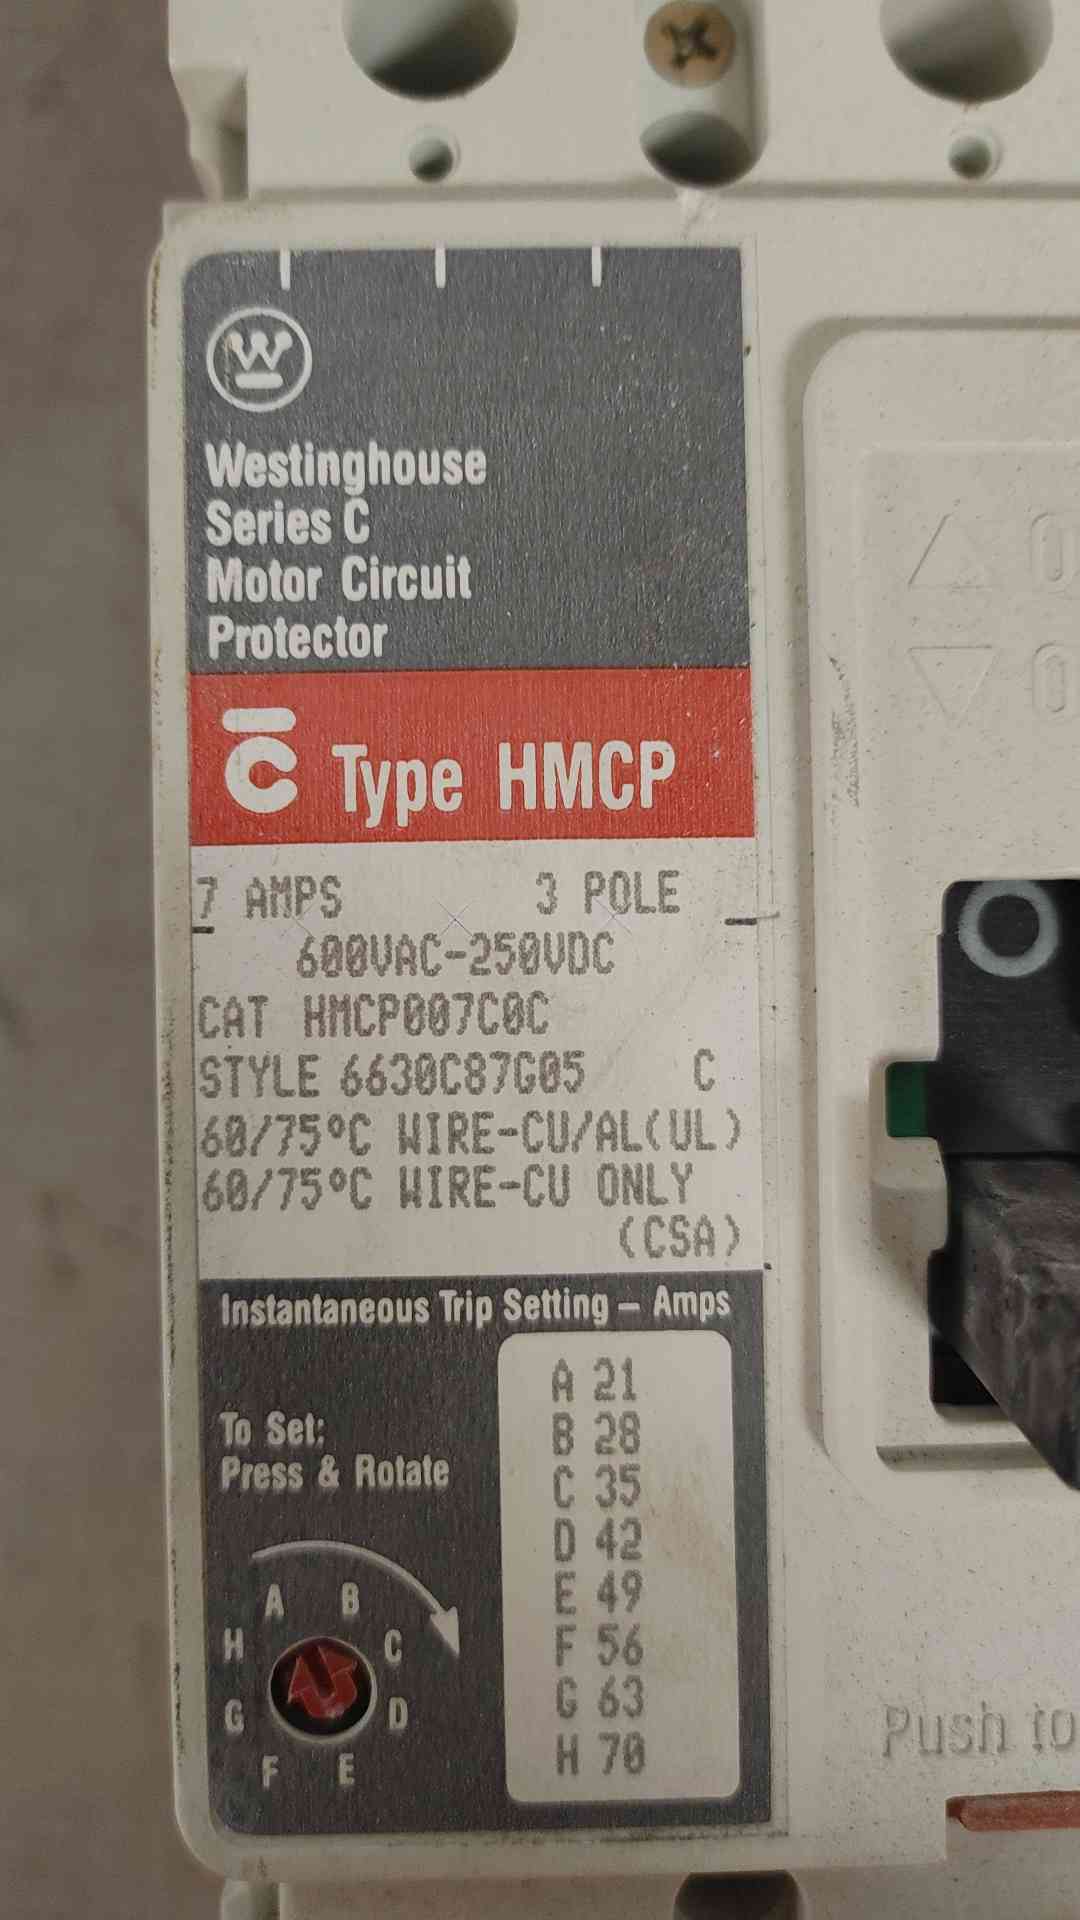 W
Westinghouse
Series C
Motor Circuit
Protector
C Type HMCP
7 AMPS 3 POLE
600VAC-250VDC
CAT HMCP007C0C
STYLE 6630C87G05 C
60/75°C WIRE-CU/AL(UL)
60/75°C WIRE-CU ONLY
(CSA)
Instantaneous Trip Setting – Amps
A 21
B 28
C 35
D 42
E 49
F 56
G 63
H 70
To Set:
Press & Rotate
A B
H C
G D
F E
O
Push to